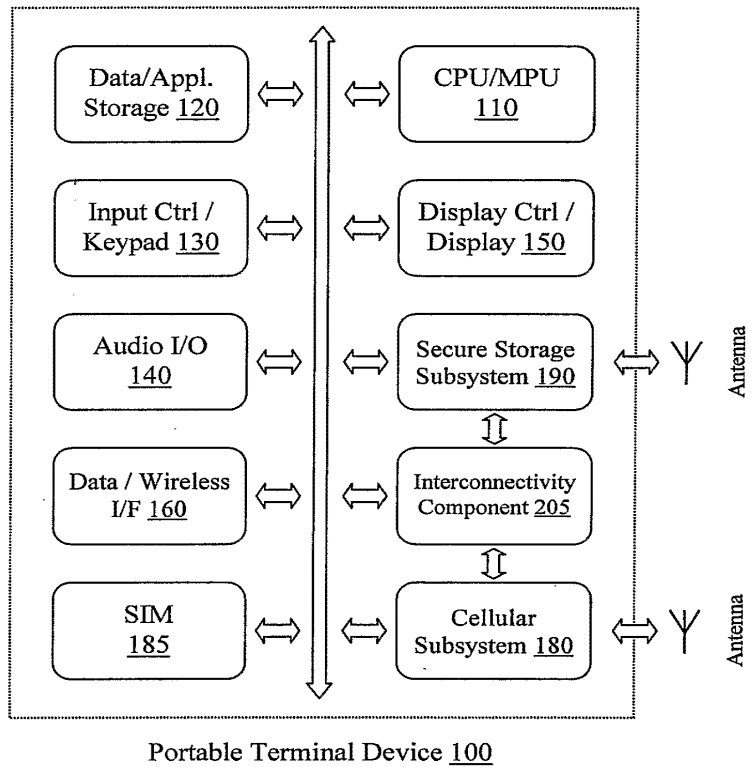 Data/Appl.
Storage 120
CPU/MPU
110
Input Ctrl /
Keypad 130
Display Ctrl /
Display 150
Audio I/O
140
Secure Storage
Subsystem 190
Antenna
Data / Wireless
I/F 160
Interconnectivity
Component 205
SIM
185
Cellular
Subsystem 180
Antenna
Portable Terminal Device 100